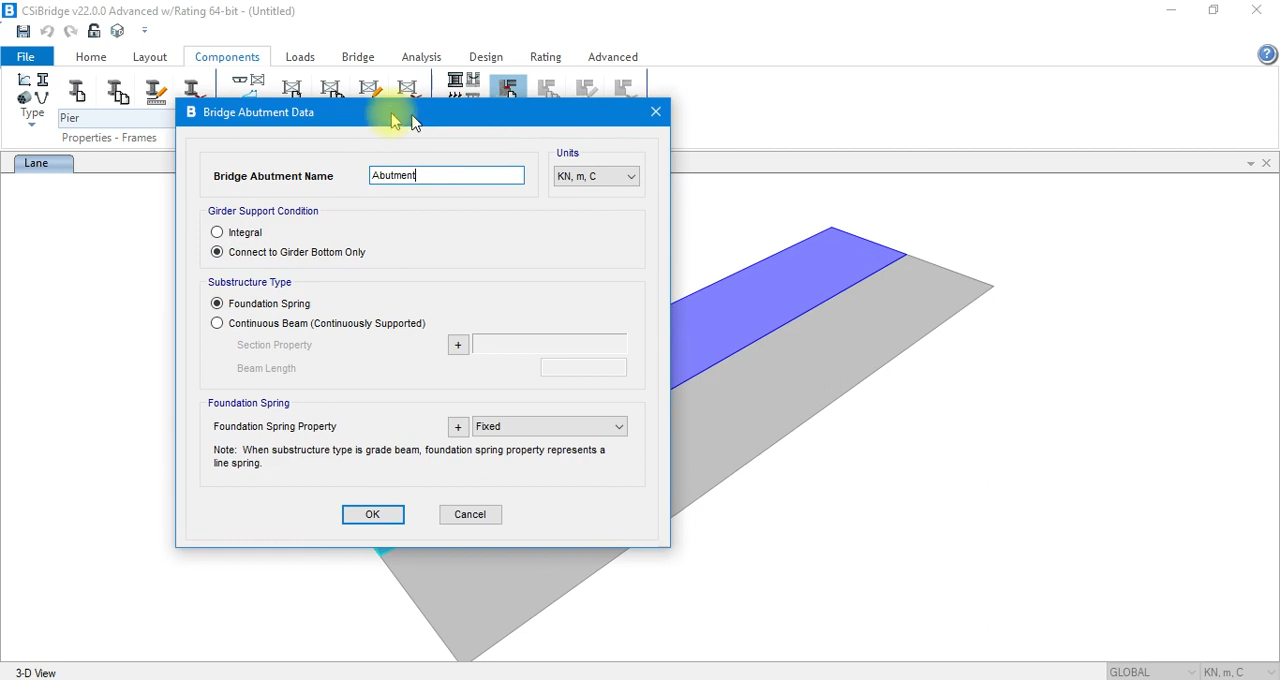 CSiBridge v22.0.0 Advanced w/Rating 64-bit - (Untitled)
File Home Layout Components Loads Bridge Analysis Design Rating Advanced
Type
Pier
Properties - Frames
Lane
B Bridge Abutment Data
Bridge Abutment Name Abutment
Units
KN, m, C
Girder Support Condition
Integral
Connect to Girder Bottom Only
Substructure Type
Foundation Spring
Continuous Beam (Continuously Supported)
Section Property +
Beam Length
Foundation Spring
Foundation Spring Property + Fixed
Note: When substructure type is grade beam, foundation spring property represents a
line spring.
OK Cancel
3-D View GLOBAL KN, m, C